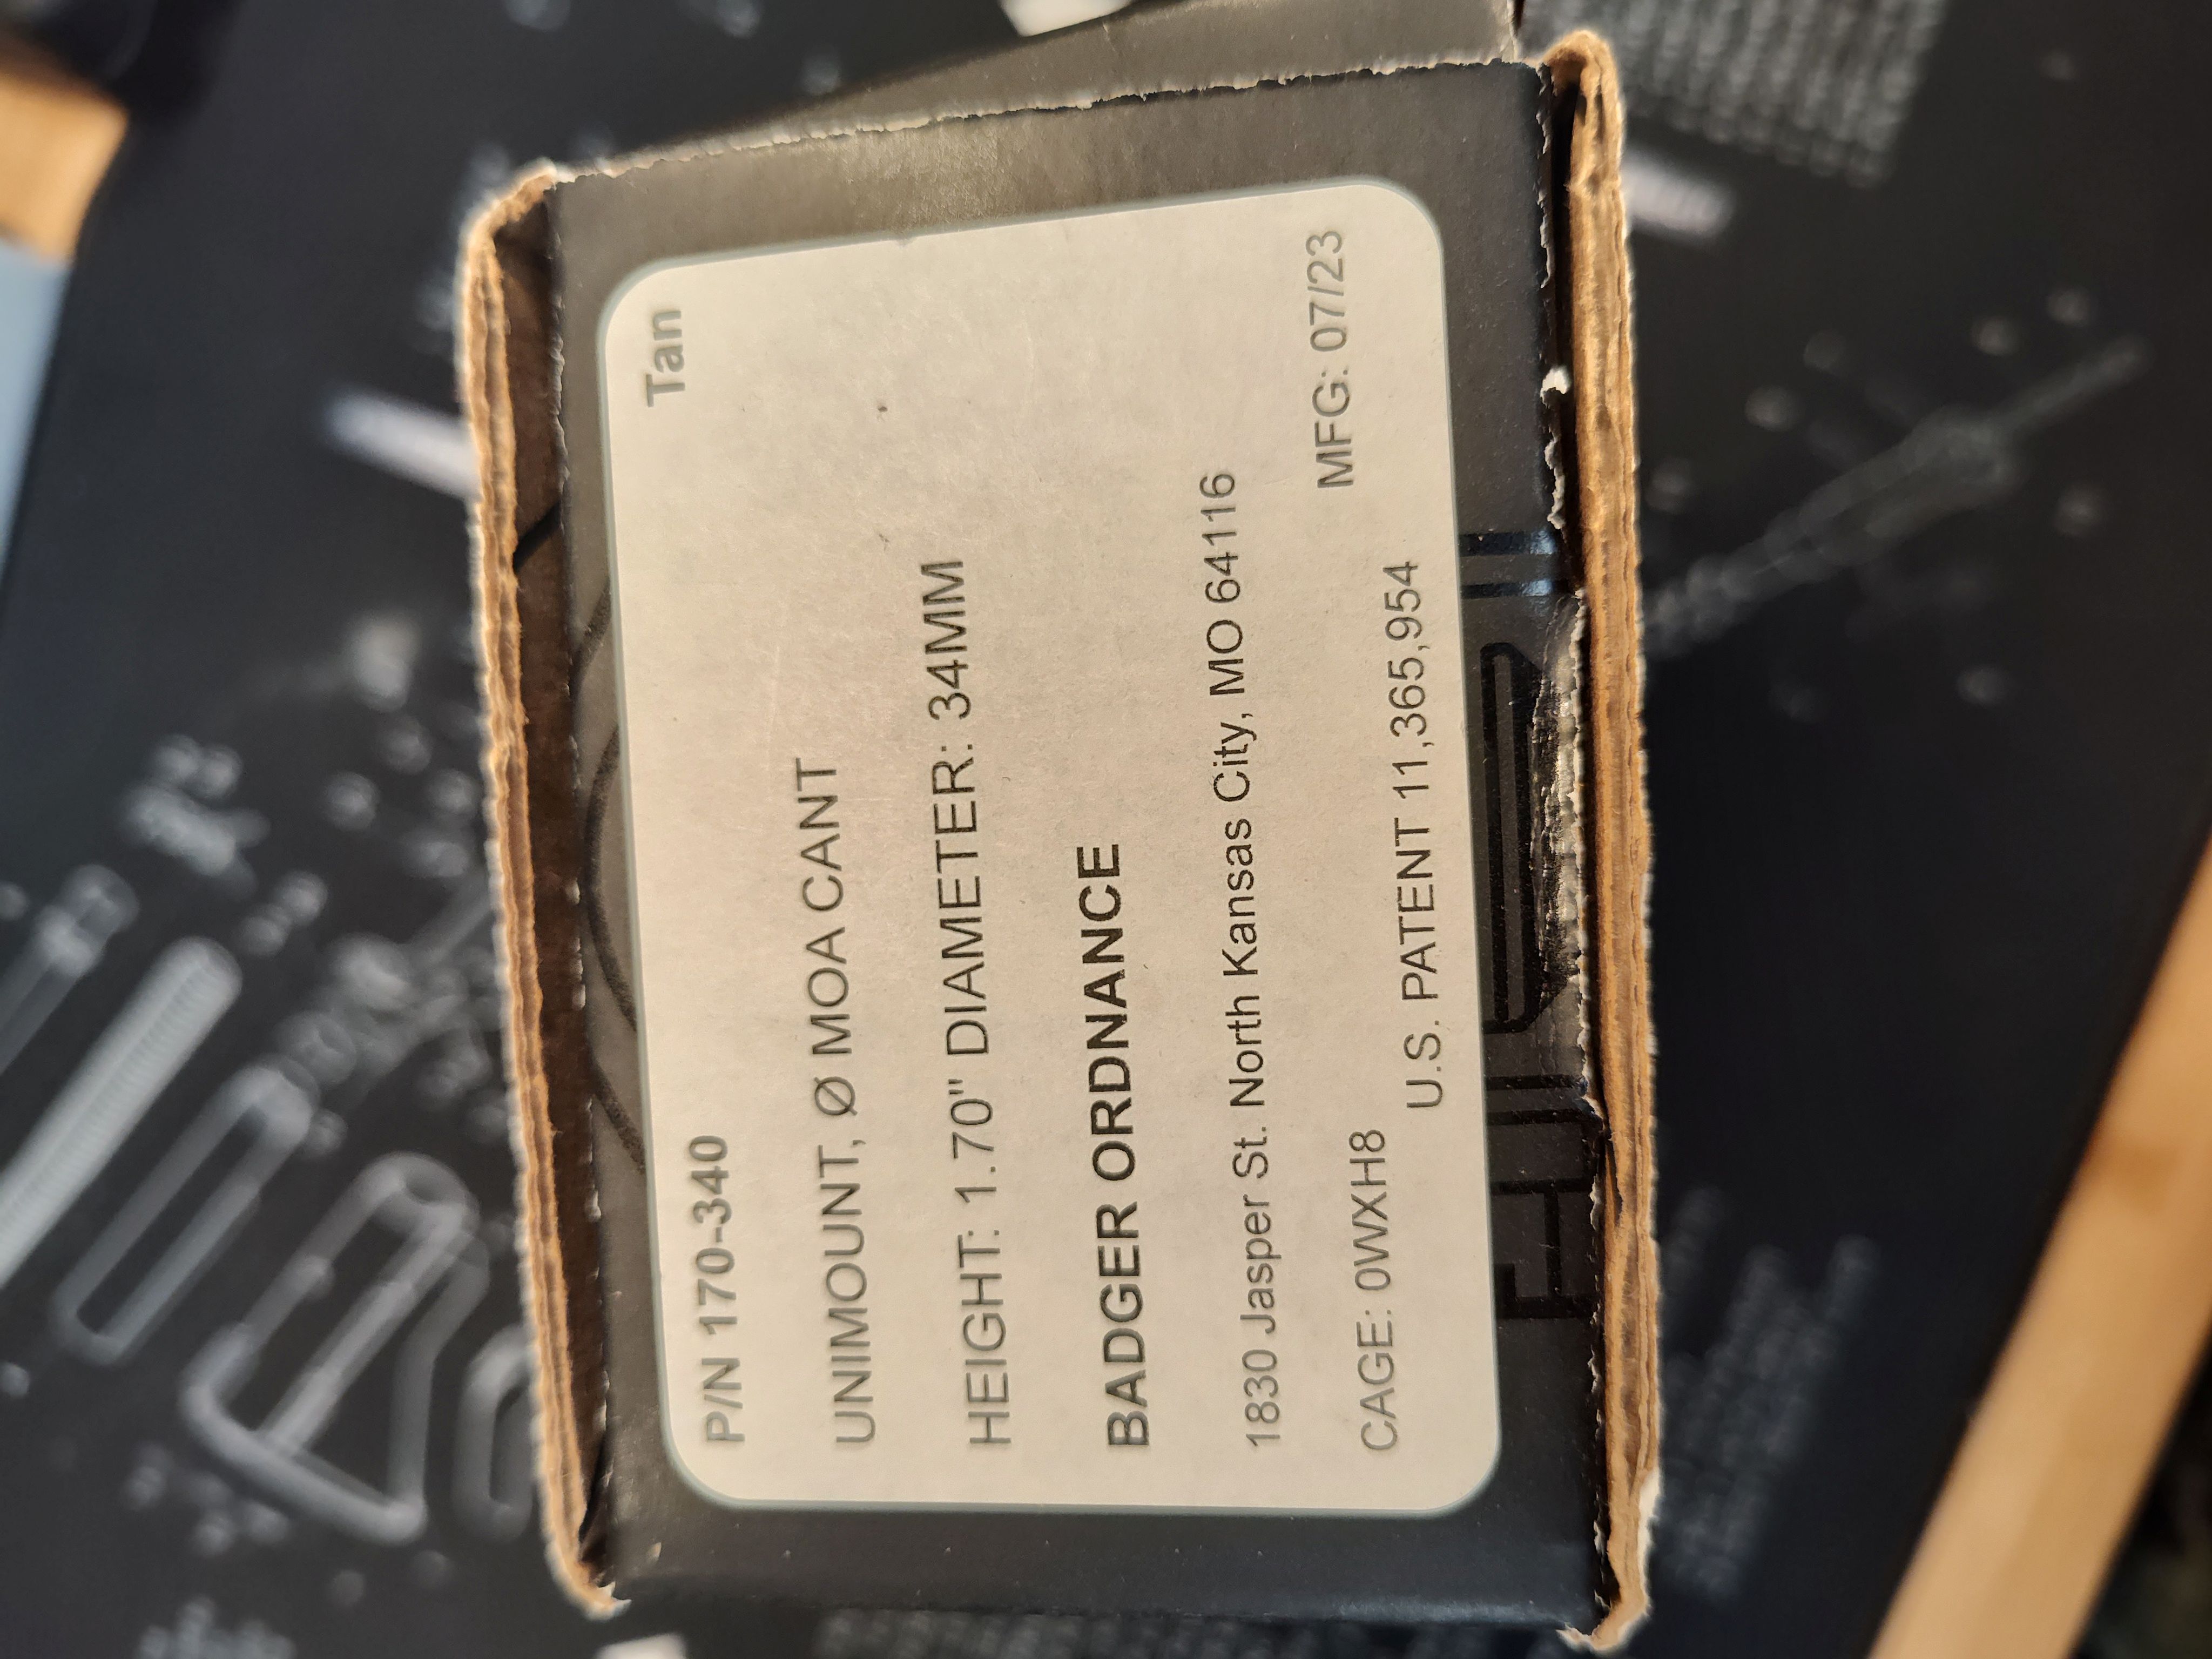 P/N 170-340 Tan
UNIMOUNT, Ø MOA CANT
HEIGHT: 1.70" DIAMETER: 34MM
BADGER ORDNANCE
1830 Jasper St. North Kansas City, MO 64116
CAGE: 0WXH8 MFG: 07/23
U.S. PATENT 11,365,954